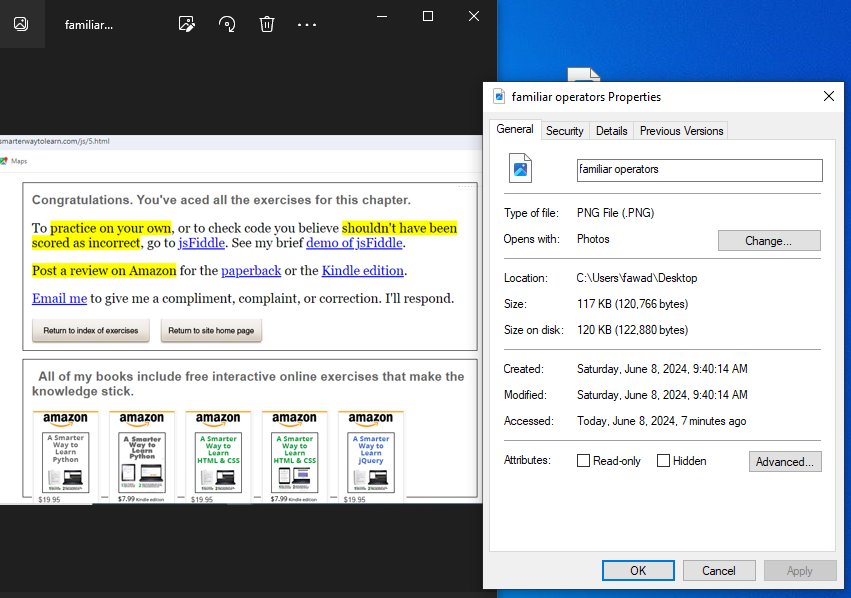 familiar...
smarterwaytolearn.com/js/5.html
Maps
Congratulations. You've aced all the exercises for this chapter.
To practice on your own, or to check code you believe shouldn't have been
scored as incorrect, go to jsFiddle. See my brief demo of jsFiddle.
Post a review on Amazon for the paperback or the Kindle edition.
Email me to give me a compliment, complaint, or correction. I'll respond.
Return to index of exercises
Return to site home page
All of my books include free interactive online exercises that make the
knowledge stick.
amazon amazon amazon amazon amazon
A Smarter Way to Learn Python
A Smarter Way to Learn Python
A Smarter Way to Learn HTML & CSS
A Smarter Way to Learn HTML & CSS
A Smarter Way to Learn jQuery
$19.95 $7.99 Kindle edition $19.95 $7.99 Kindle edition $19.95
familiar operators Properties
General Security Details Previous Versions
familiar operators
Type of file: PNG File (.PNG)
Opens with: Photos Change...
Location: C:\Users\fawad\Desktop
Size: 117 KB (120,766 bytes)
Size on disk: 120 KB (122,880 bytes)
Created: Saturday, June 8, 2024, 9:40:14 AM
Modified: Saturday, June 8, 2024, 9:40:14 AM
Accessed: Today, June 8, 2024, 7 minutes ago
Attributes: Read-only Hidden Advanced...
OK Cancel Apply